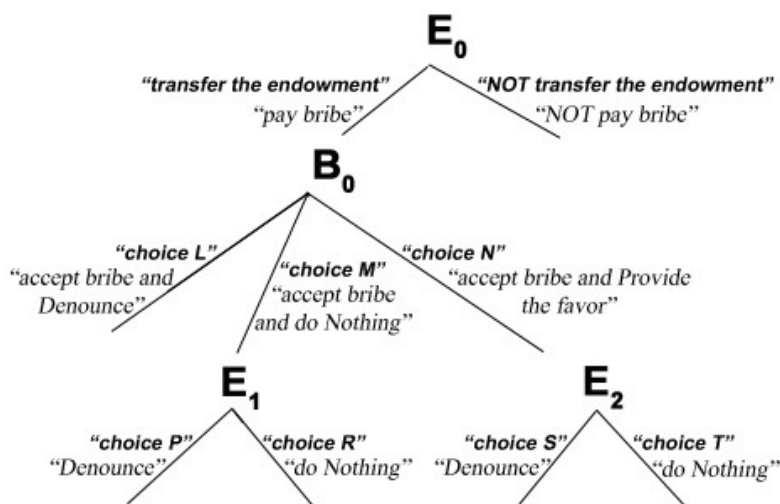 E0
“transfer the endowment” “NOT transfer the endowment”
“pay bribe” “NOT pay bribe”
B0
“choice L” “choice N”
“accept bribe and “choice M” “accept bribe and Provide
Denounce” “accept bribe the favor”
and do Nothing”
E1 E2
“choice P” “choice R” “choice S” “choice T”
“Denounce” “do Nothing” “Denounce” “do Nothing”